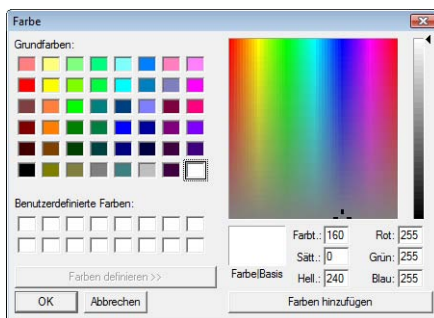 Farbe
Grundfarben:
Benutzerdefinierte Farben:
Farben definieren >>
OK
Abbrechen
Farbe|Basis
Farbt.: 160
Sätt.: 0
Hell.: 240
Rot: 255
Grün: 255
Blau: 255
Farben hinzufügen